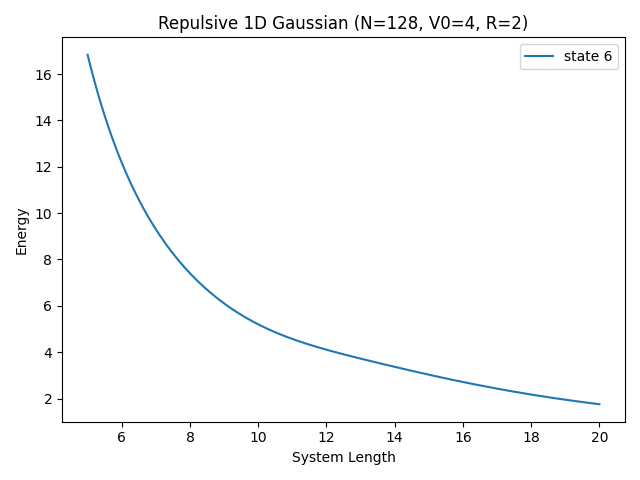 Repulsive 1D Gaussian (N=128, V0=4, R=2)
state 6
16
14
12
10
8
6
4
2
Energy
6 8 10 12 14 16 18 20
System Length